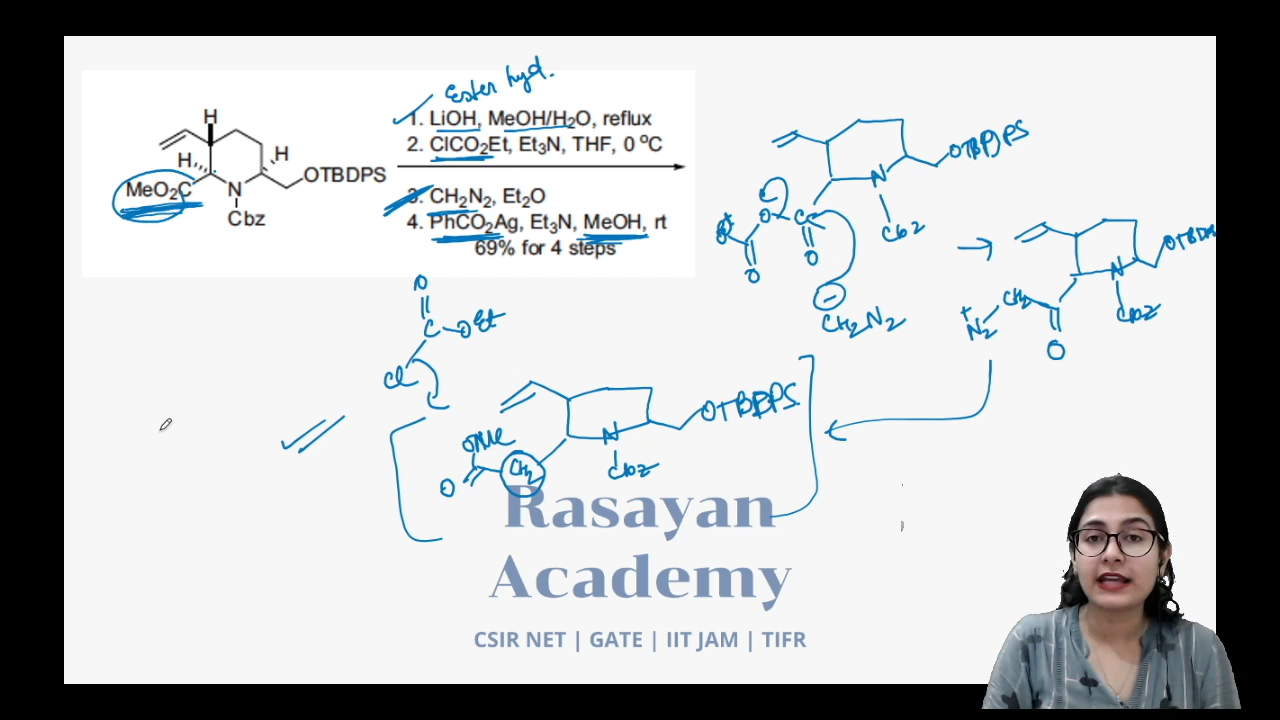 Ester hyd.
1. LiOH, MeOH/H₂O, reflux
2. ClCO₂Et, Et₃N, THF, 0 °C
3. CH₂N₂, Et₂O
4. PhCO₂Ag, Et₃N, MeOH, rt
69% for 4 steps
H
H
H
MeO₂C
N
OTBDPS
Cbz
OTBDPS
N
Cbz
O
C
O
O
⊖
CH₂N₂
OTBDPS
N
Cbz
CH₂
+
N₂
O
O
C
OEt
Cl
OTBDPS
N
Cbz
OMe
CH₂
O
Rasayan
Academy
CSIR NET | GATE | IIT JAM | TIFR